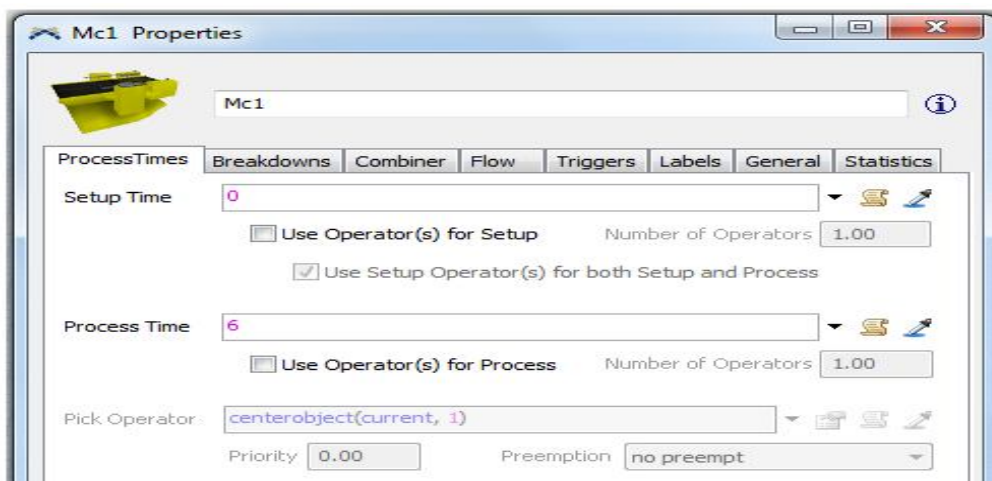 Mc1 Properties
Mc1
ProcessTimes Breakdowns Combiner Flow Triggers Labels General Statistics
Setup Time 0
Use Operator(s) for Setup Number of Operators 1.00
Use Setup Operator(s) for both Setup and Process
Process Time 6
Use Operator(s) for Process Number of Operators 1.00
Pick Operator centerobject(current, 1)
Priority 0.00 Preemption no preempt